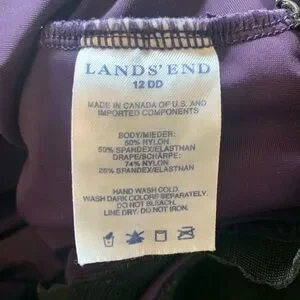 LANDS' END
12 DD
MADE IN CANADA OF U.S. AND
IMPORTED COMPONENTS
BODY/MIEDER:
50% NYLON
50% SPANDEX/ELASTHAN
DRAPE/SCHÄRPE:
74% NYLON
26% SPANDEX/ELASTHAN
HAND WASH COLD.
WASH DARK COLORS SEPARATELY.
DO NOT BLEACH.
LINE DRY. DO NOT IRON.